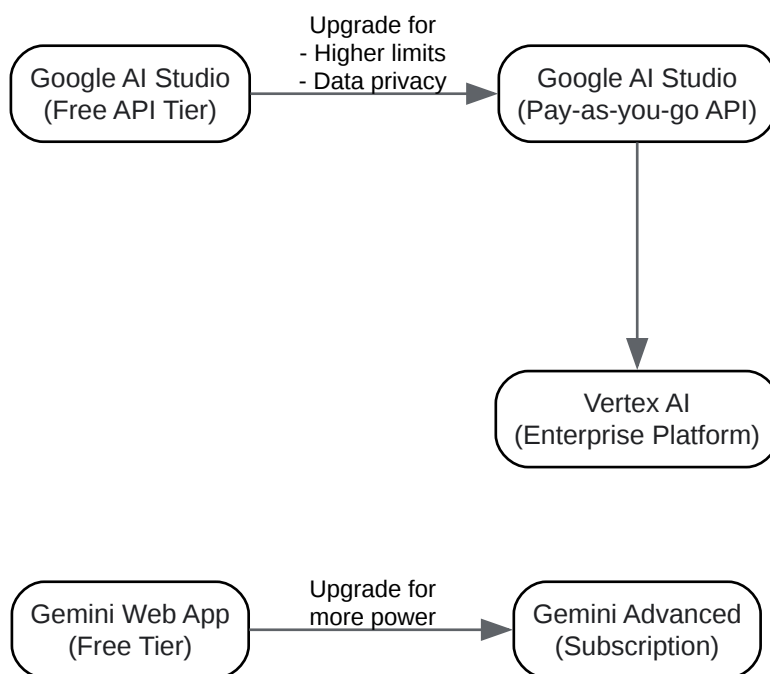 Upgrade for
- Higher limits
- Data privacy
Google AI Studio
(Free API Tier)
Google AI Studio
(Pay-as-you-go API)
Vertex AI
(Enterprise Platform)
Gemini Web App
(Free Tier)
Upgrade for
more power
Gemini Advanced
(Subscription)